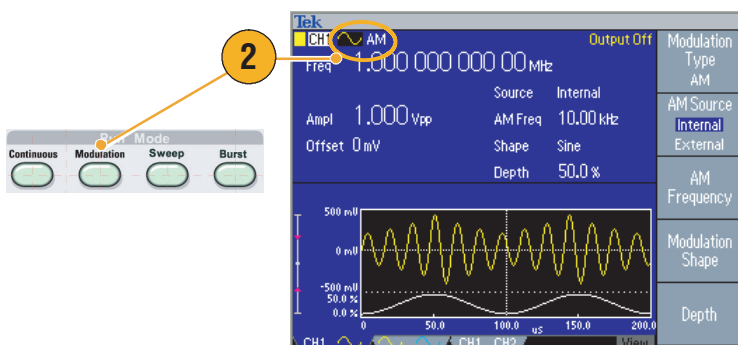 2
Run Mode
Continuous Modulation Sweep Burst
Tek
CH1 AM Output Off
Freq 1.000 000 000 00 MHz
Source Internal
Ampl 1.000 Vpp AM Freq 10.00 kHz
Offset 0 mV Shape Sine
Depth 50.0 %
500 mV
0 mV
-500 mV
50.0 %
0.0 %
0 50.0 100.0 us 150.0 200.0
CH1 CH1 CH2 View
Modulation
Type
AM
AM Source
Internal
External
AM
Frequency
Modulation
Shape
Depth